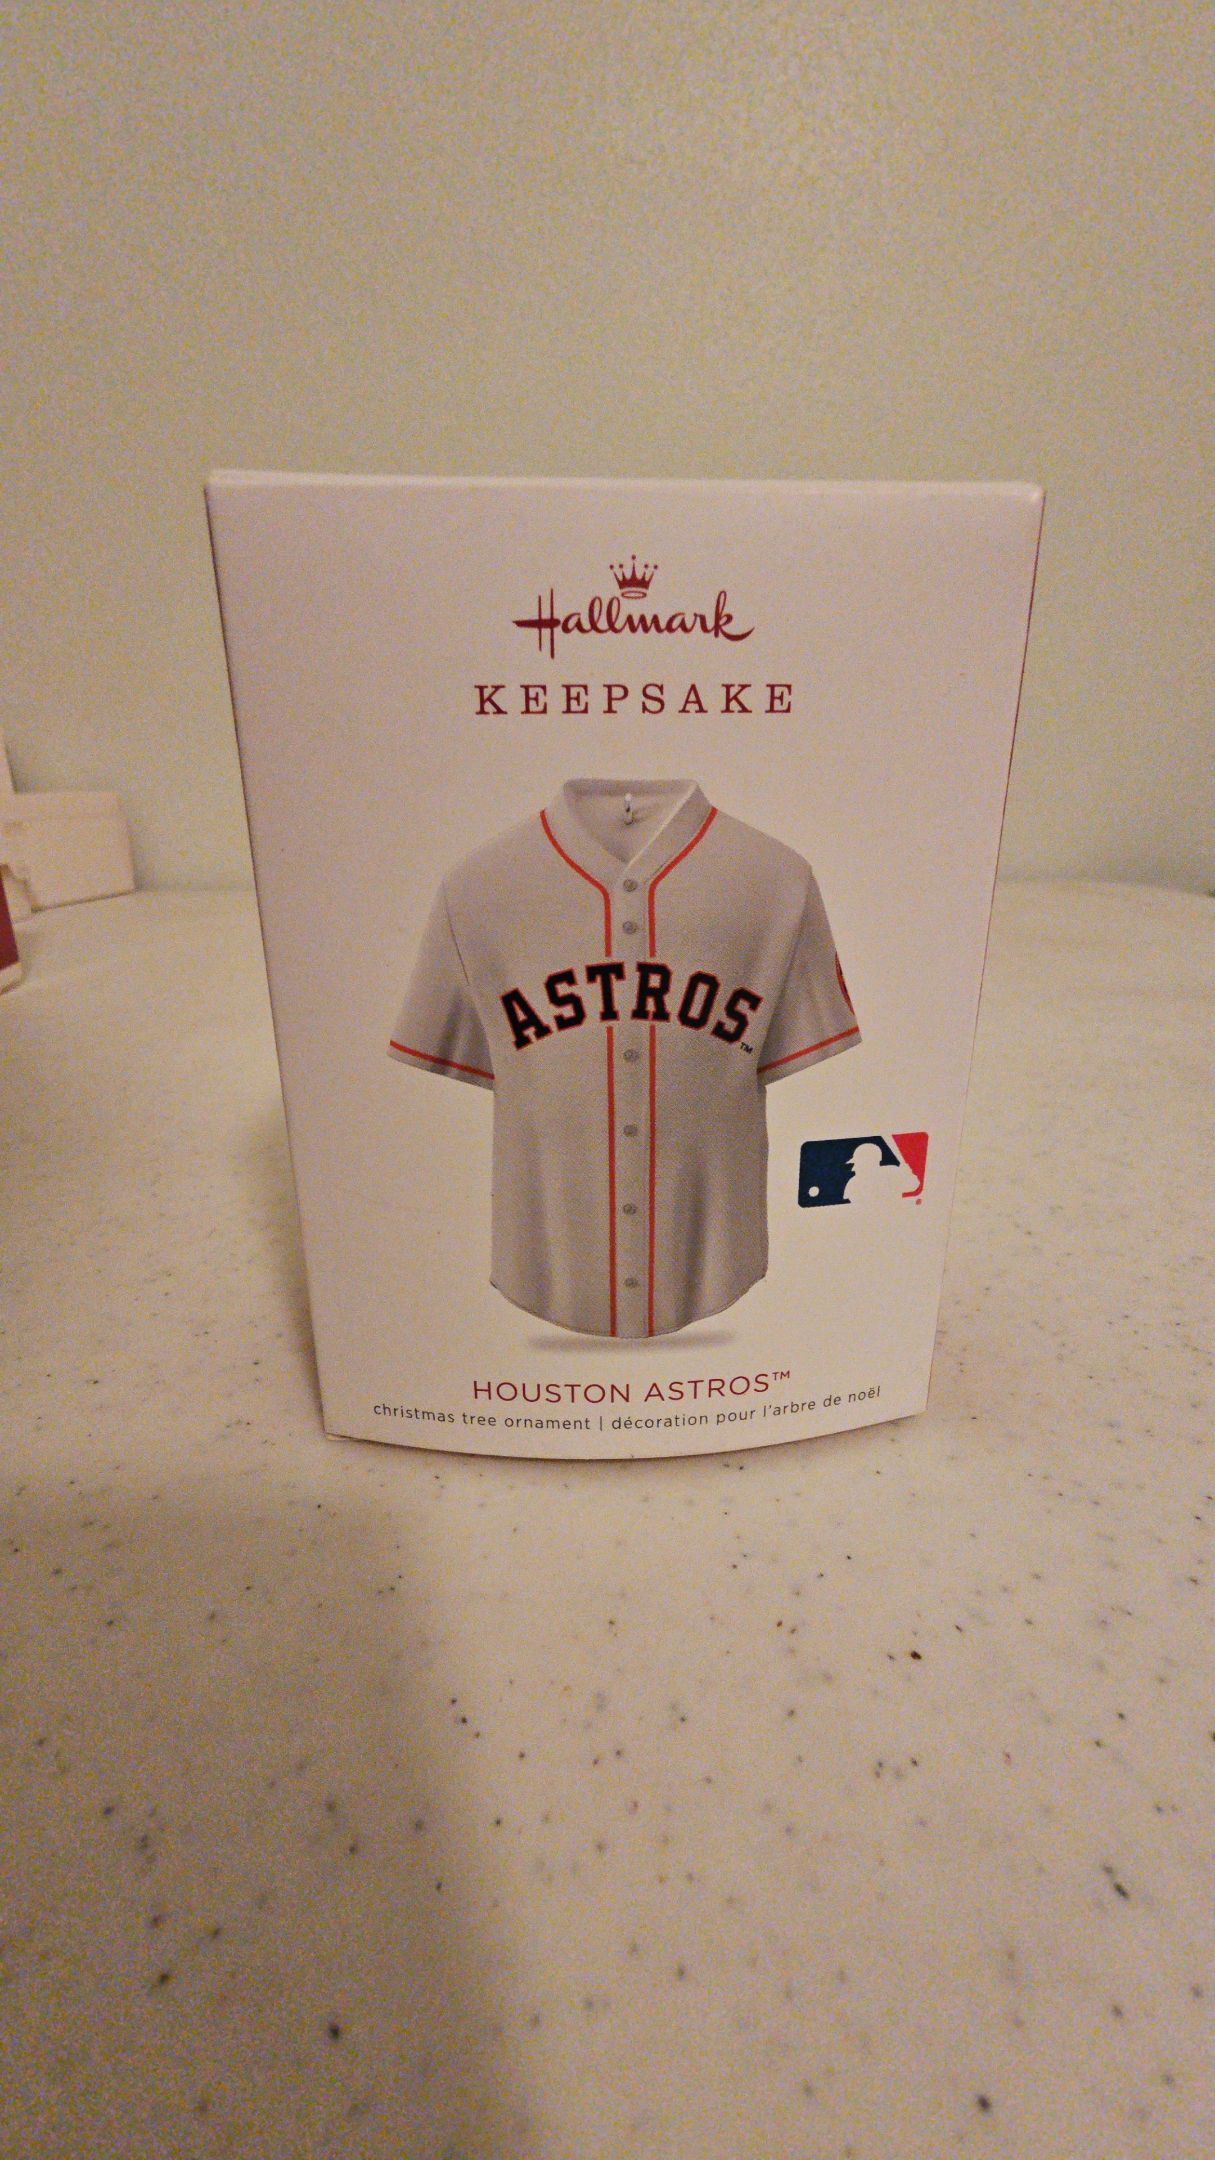 Hallmark
KEEPSAKE
ASTROS™
HOUSTON ASTROS™
christmas tree ornament | décoration pour l'arbre de noël